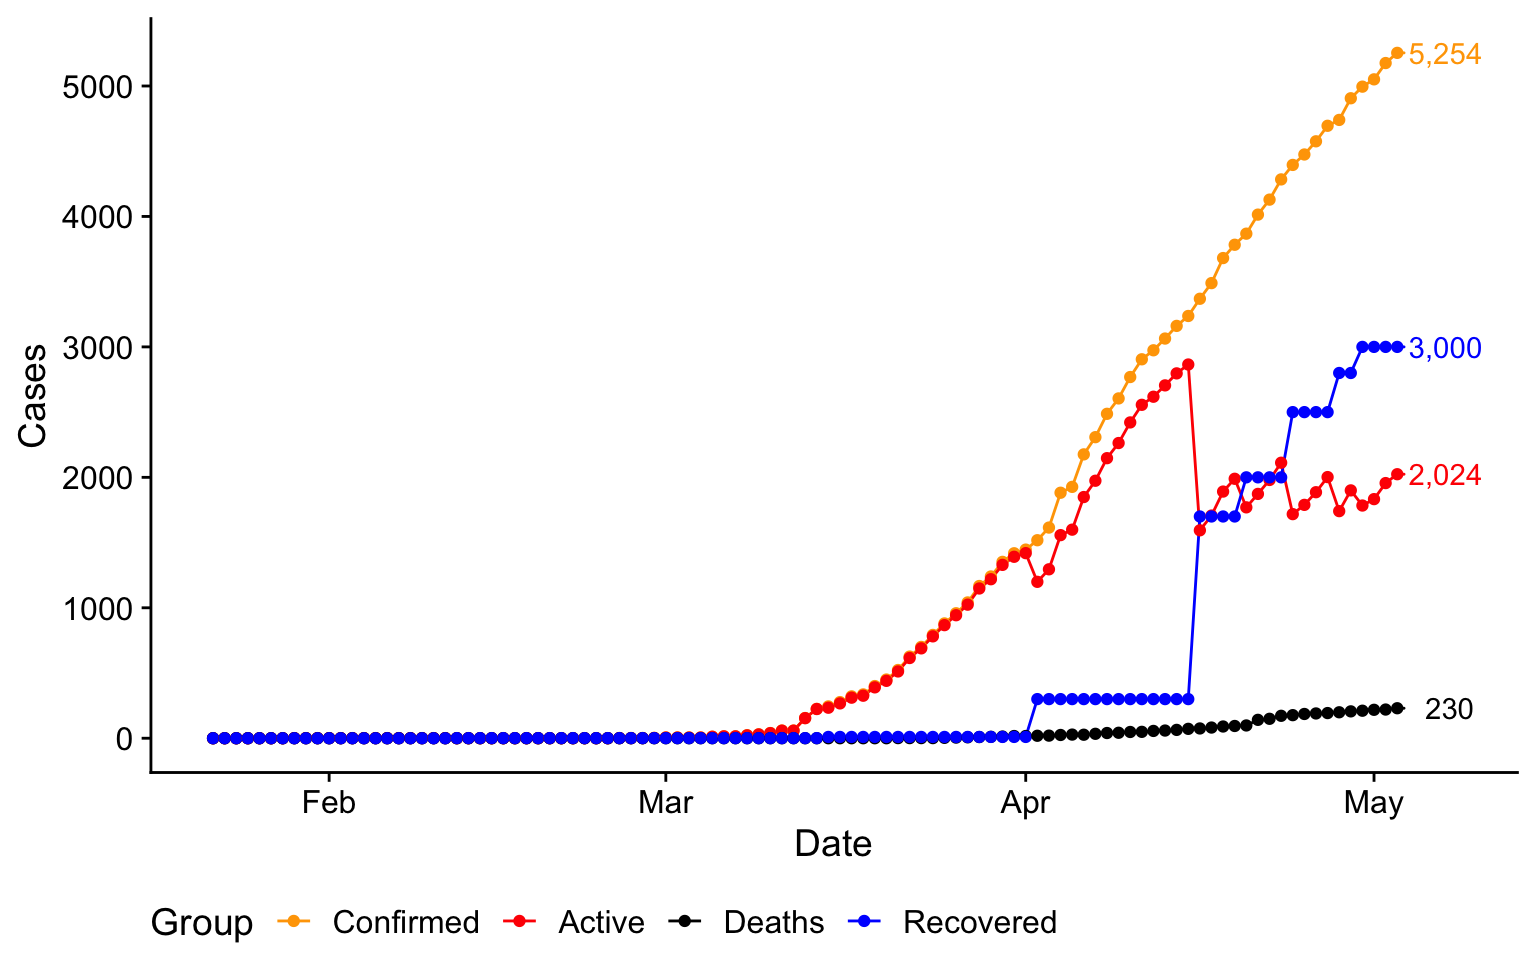 5000
4000
3000
2000
1000
0
Cases
5,254
3,000
2,024
230
Feb Mar Apr May
Date
Group Confirmed Active Deaths Recovered